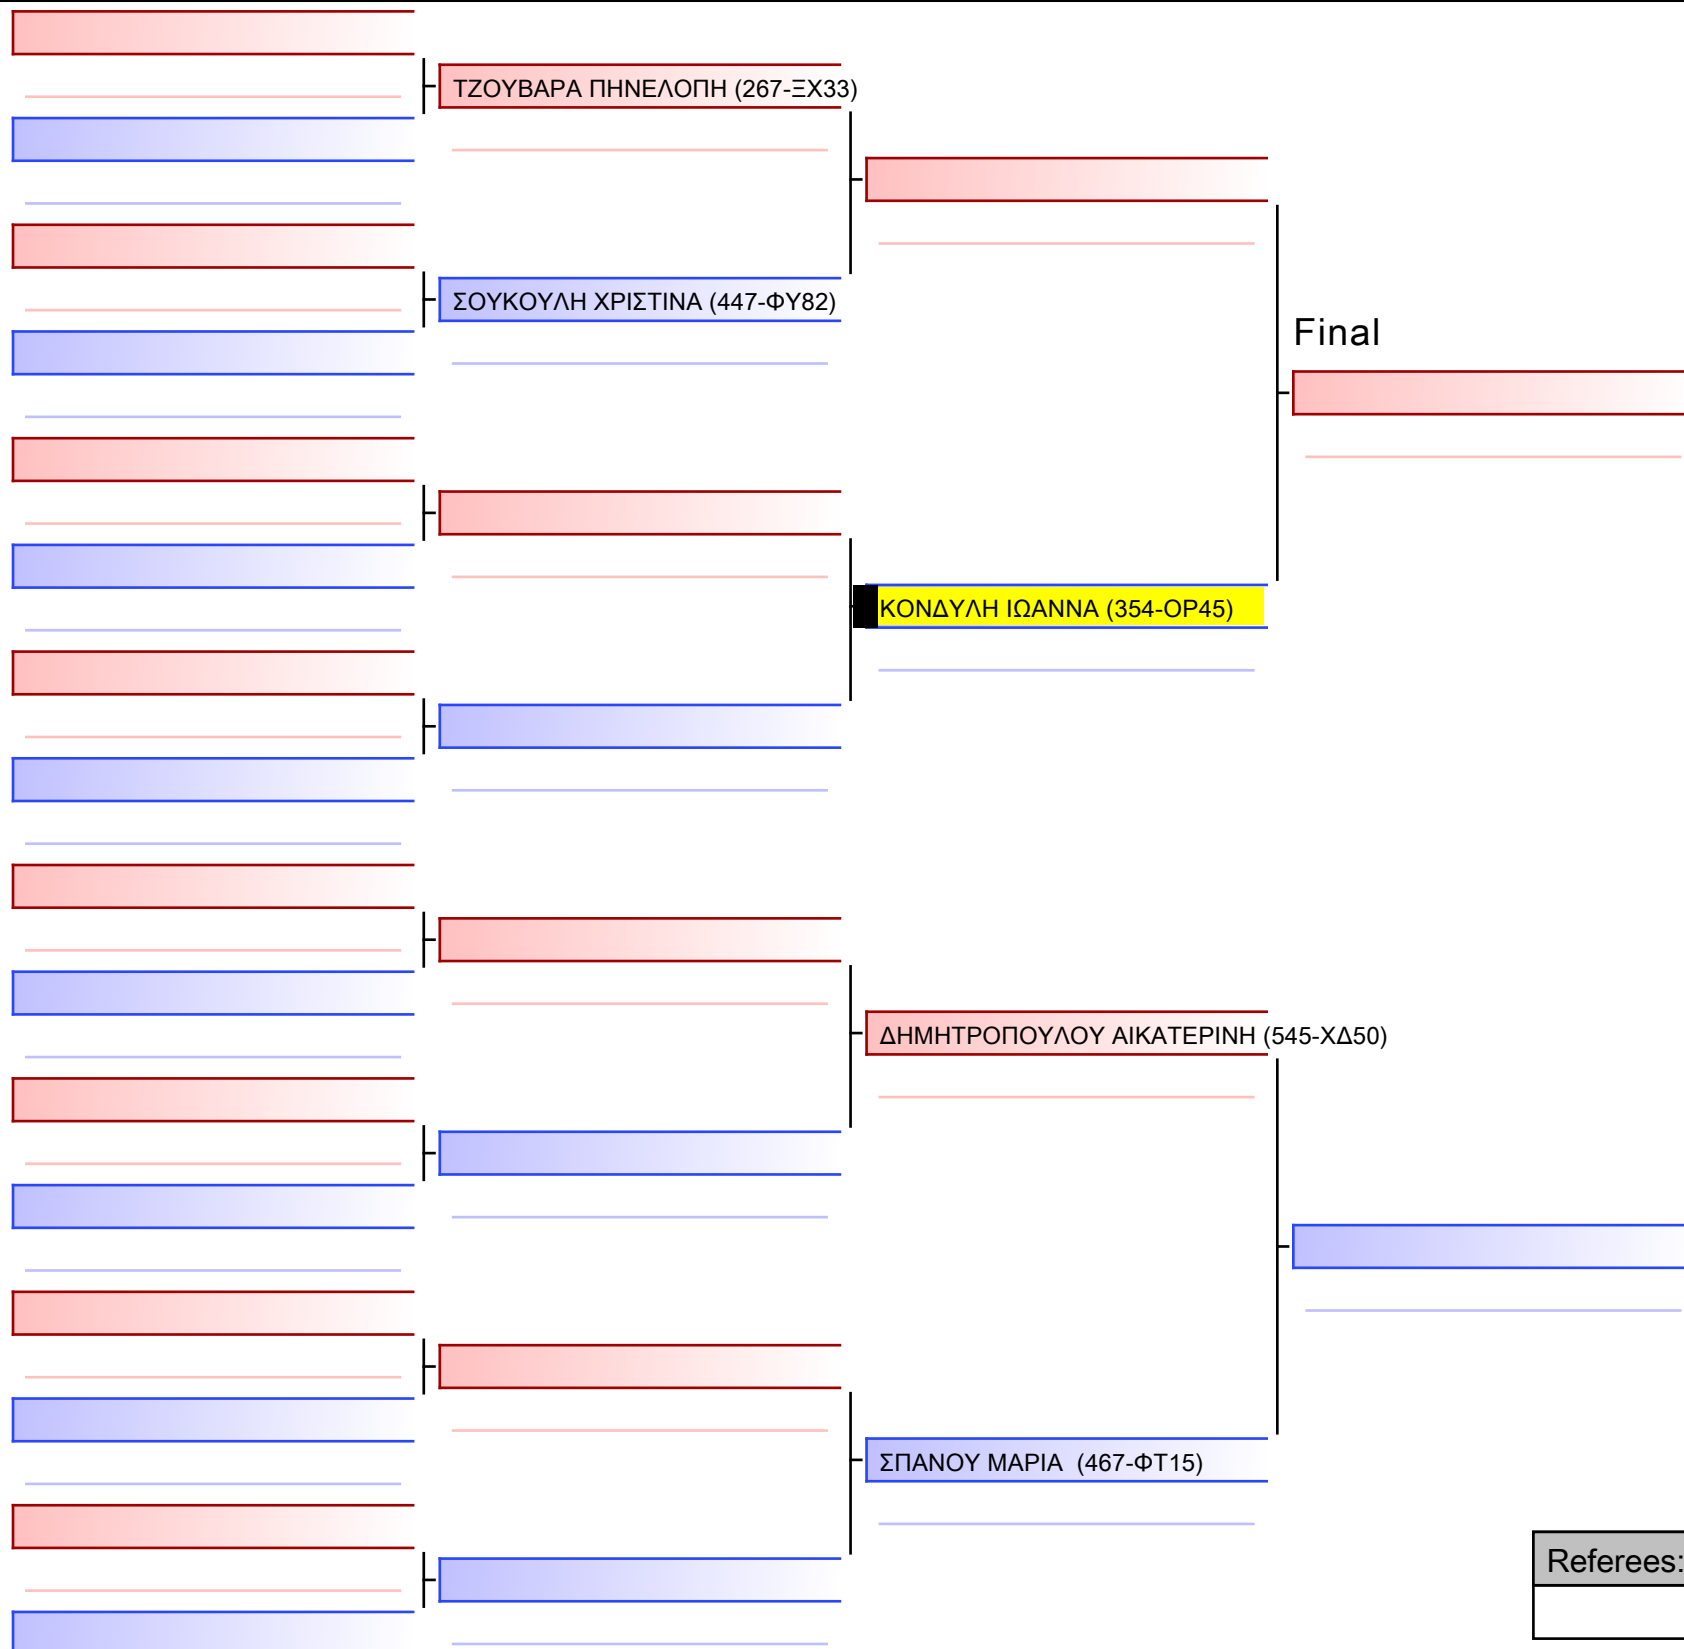 ΤΖΟΥΒΑΡΑ ΠΗΝΕΛΟΠΗ (267-ΞΧ33)
ΣΟΥΚΟΥΛΗ ΧΡΙΣΤΙΝΑ (447-ΦΥ82)
Final
ΚΟΝΔΥΛΗ ΙΩΑΝΝΑ (354-ΟΡ45)
ΔΗΜΗΤΡΟΠΟΥΛΟΥ ΑΙΚΑΤΕΡΙΝΗ (545-ΧΔ50)
ΣΠΑΝΟΥ ΜΑΡΙΑ  (467-ΦΤ15)
Referees: